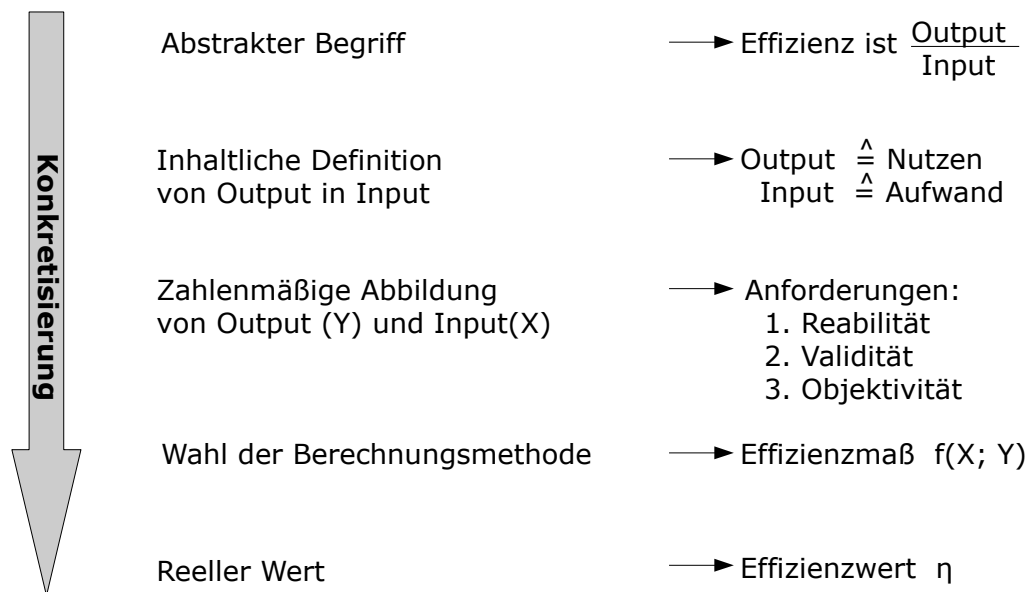 Konkretisierung
Abstrakter Begriff
Effizienz ist Output
Input
Inhaltliche Definition
von Output in Input
Output ≙ Nutzen
Input ≙ Aufwand
Zahlenmäßige Abbildung
von Output (Y) und Input(X)
Anforderungen:
1. Reabilität
2. Validität
3. Objektivität
Wahl der Berechnungsmethode
Effizienzmaß f(X; Y)
Reeller Wert
Effizienzwert η